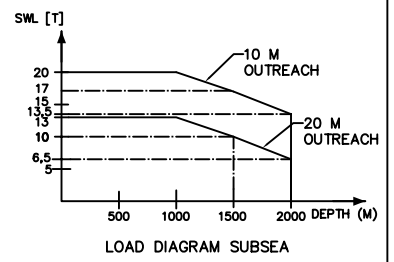 SWL [T]
10 M
OUTREACH
20
17
15
13.5
13
20 M
OUTREACH
10
6,5
5
500 1000 1500 2000 DEPTH (M)
LOAD DIAGRAM SUBSEA